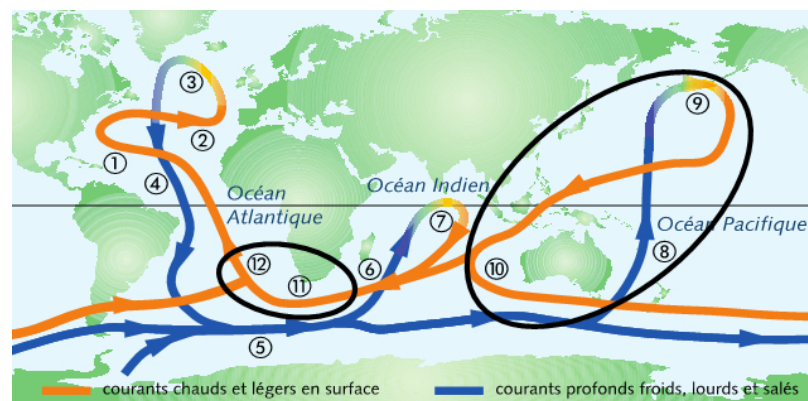 ③
⑨
①
②
④
Océan
Atlantique
Océan Indien
⑦
Océan Pacifique
⑧
⑫
⑪
⑥
⑩
⑤
courants chauds et légers en surface
courants profonds froids, lourds et salés